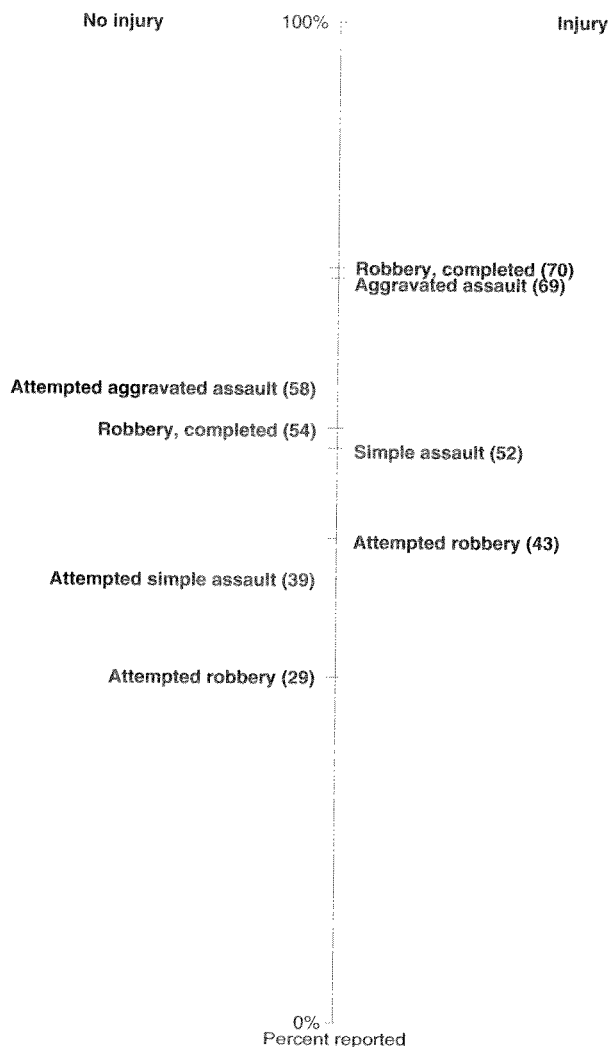 No injury 100% Injury
Robbery, completed (70)
Aggravated assault (69)
Attempted aggravated assault (58)
Robbery, completed (54)
Simple assault (52)
Attempted robbery (43)
Attempted simple assault (39)
Attempted robbery (29)
0%
Percent reported